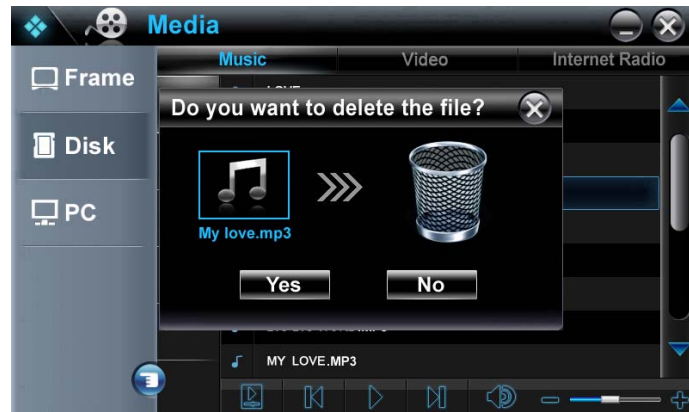 Media
Music Video Internet Radio
Frame
Disk
PC
Do you want to delete the file?
My love.mp3
Yes No
MY LOVE.MP3